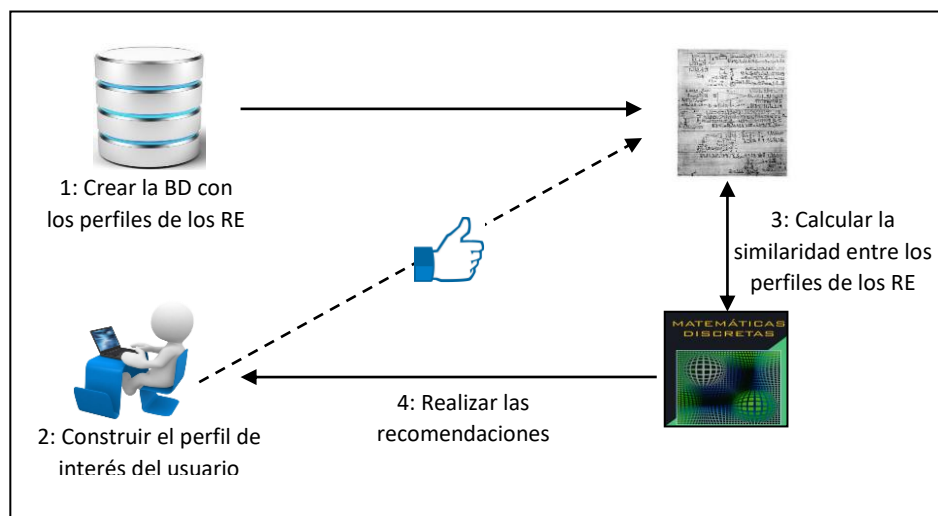 1: Crear la BD con
los perfiles de los RE
3: Calcular la
similaridad entre los
perfiles de los RE
MATEMÁTICAS
DISCRETAS
4: Realizar las
recomendaciones
2: Construir el perfil de
interés del usuario